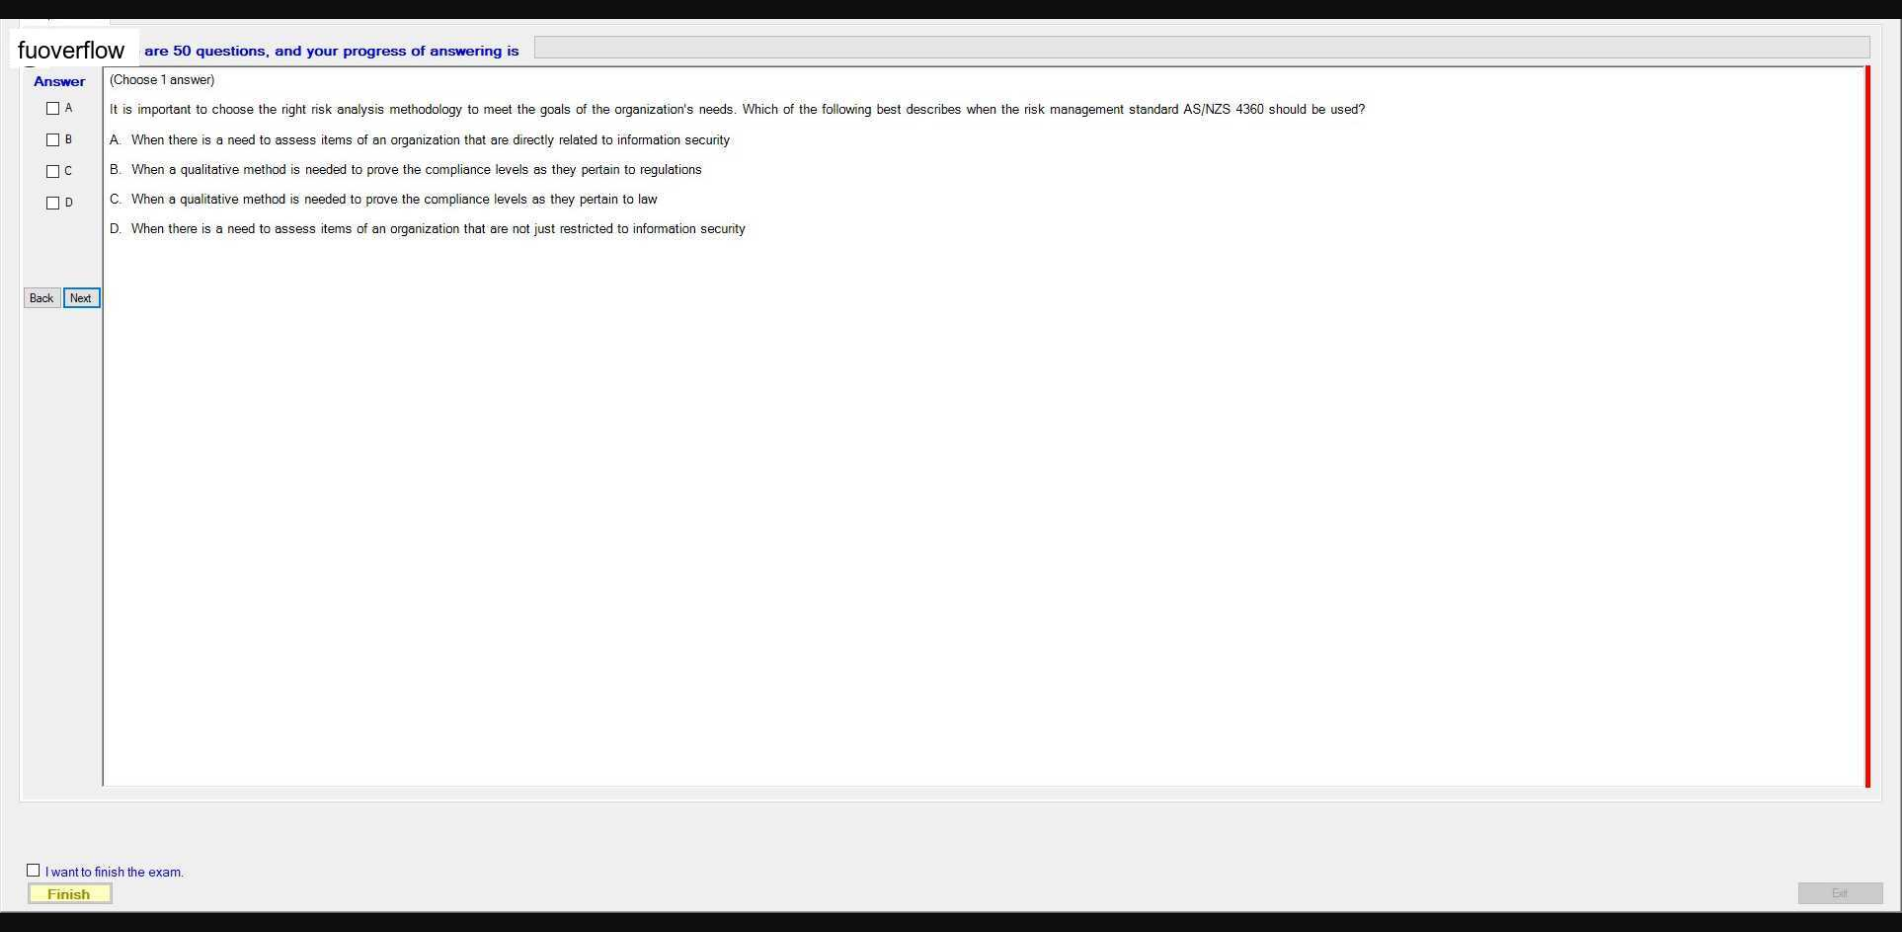 fuoverflow are 50 questions, and your progress of answering is
Answer
(Choose 1 answer)
A
It is important to choose the right risk analysis methodology to meet the goals of the organization's needs. Which of the following best describes when the risk management standard AS/NZS 4360 should be used?
B
A. When there is a need to assess items of an organization that are directly related to information security
C
B. When a qualitative method is needed to prove the compliance levels as they pertain to regulations
D
C. When a qualitative method is needed to prove the compliance levels as they pertain to law
D. When there is a need to assess items of an organization that are not just restricted to information security
Back Next
I want to finish the exam.
Finish
Exit